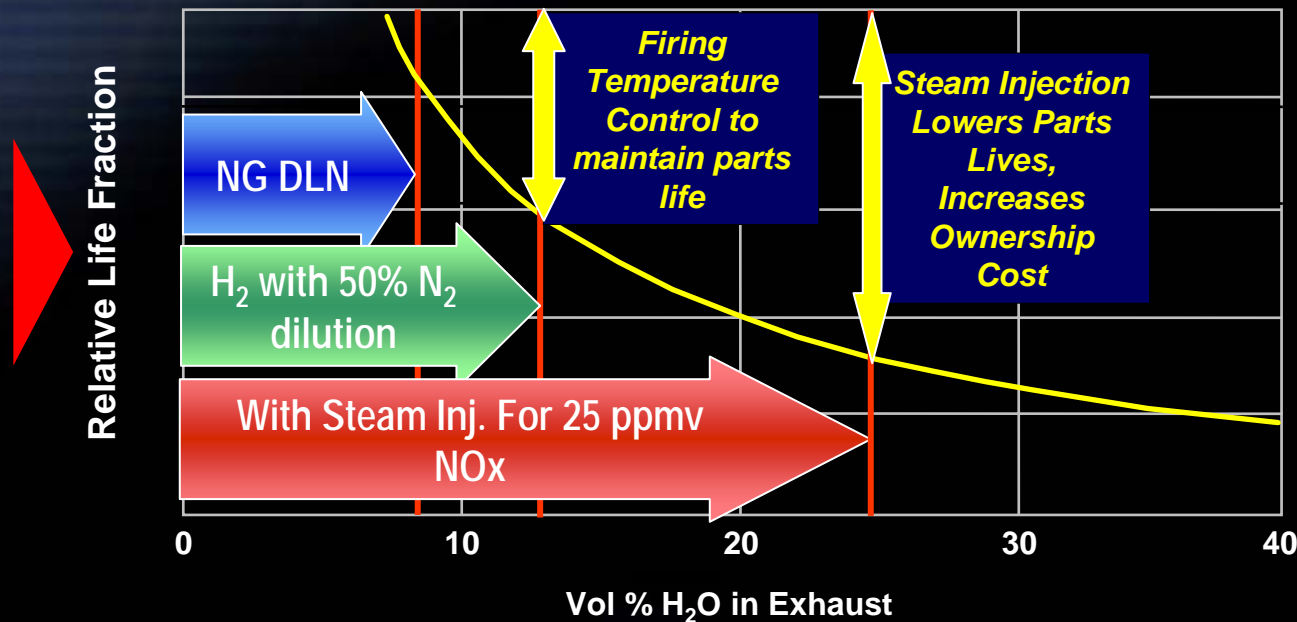 Relative Life Fraction
NG DLN
H₂ with 50% N₂
dilution
With Steam Inj. For 25 ppmv
NOx
Firing
Temperature
Control to
maintain parts
life
Steam Injection
Lowers Parts
Lives,
Increases
Ownership
Cost
0 10 20 30 40
Vol % H₂O in Exhaust